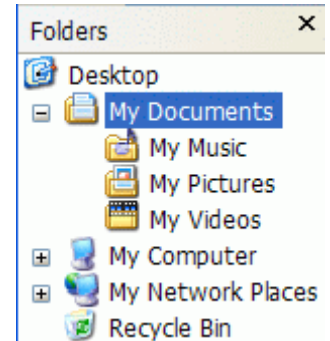 Folders
Desktop
My Documents
My Music
My Pictures
My Videos
My Computer
My Network Places
Recycle Bin